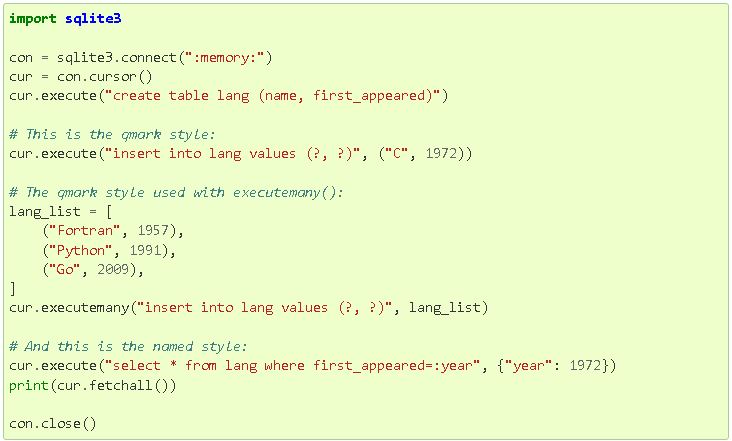 import sqlite3

con = sqlite3.connect(":memory:")
cur = con.cursor()
cur.execute("create table lang (name, first_appeared)")

# This is the qmark style:
cur.execute("insert into lang values (?, ?)", ("C", 1972))

# The qmark style used with executemany():
lang_list = [
    ("Fortran", 1957),
    ("Python", 1991),
    ("Go", 2009),
]
cur.executemany("insert into lang values (?, ?)", lang_list)

# And this is the named style:
cur.execute("select * from lang where first_appeared=:year", {"year": 1972})
print(cur.fetchall())

con.close()